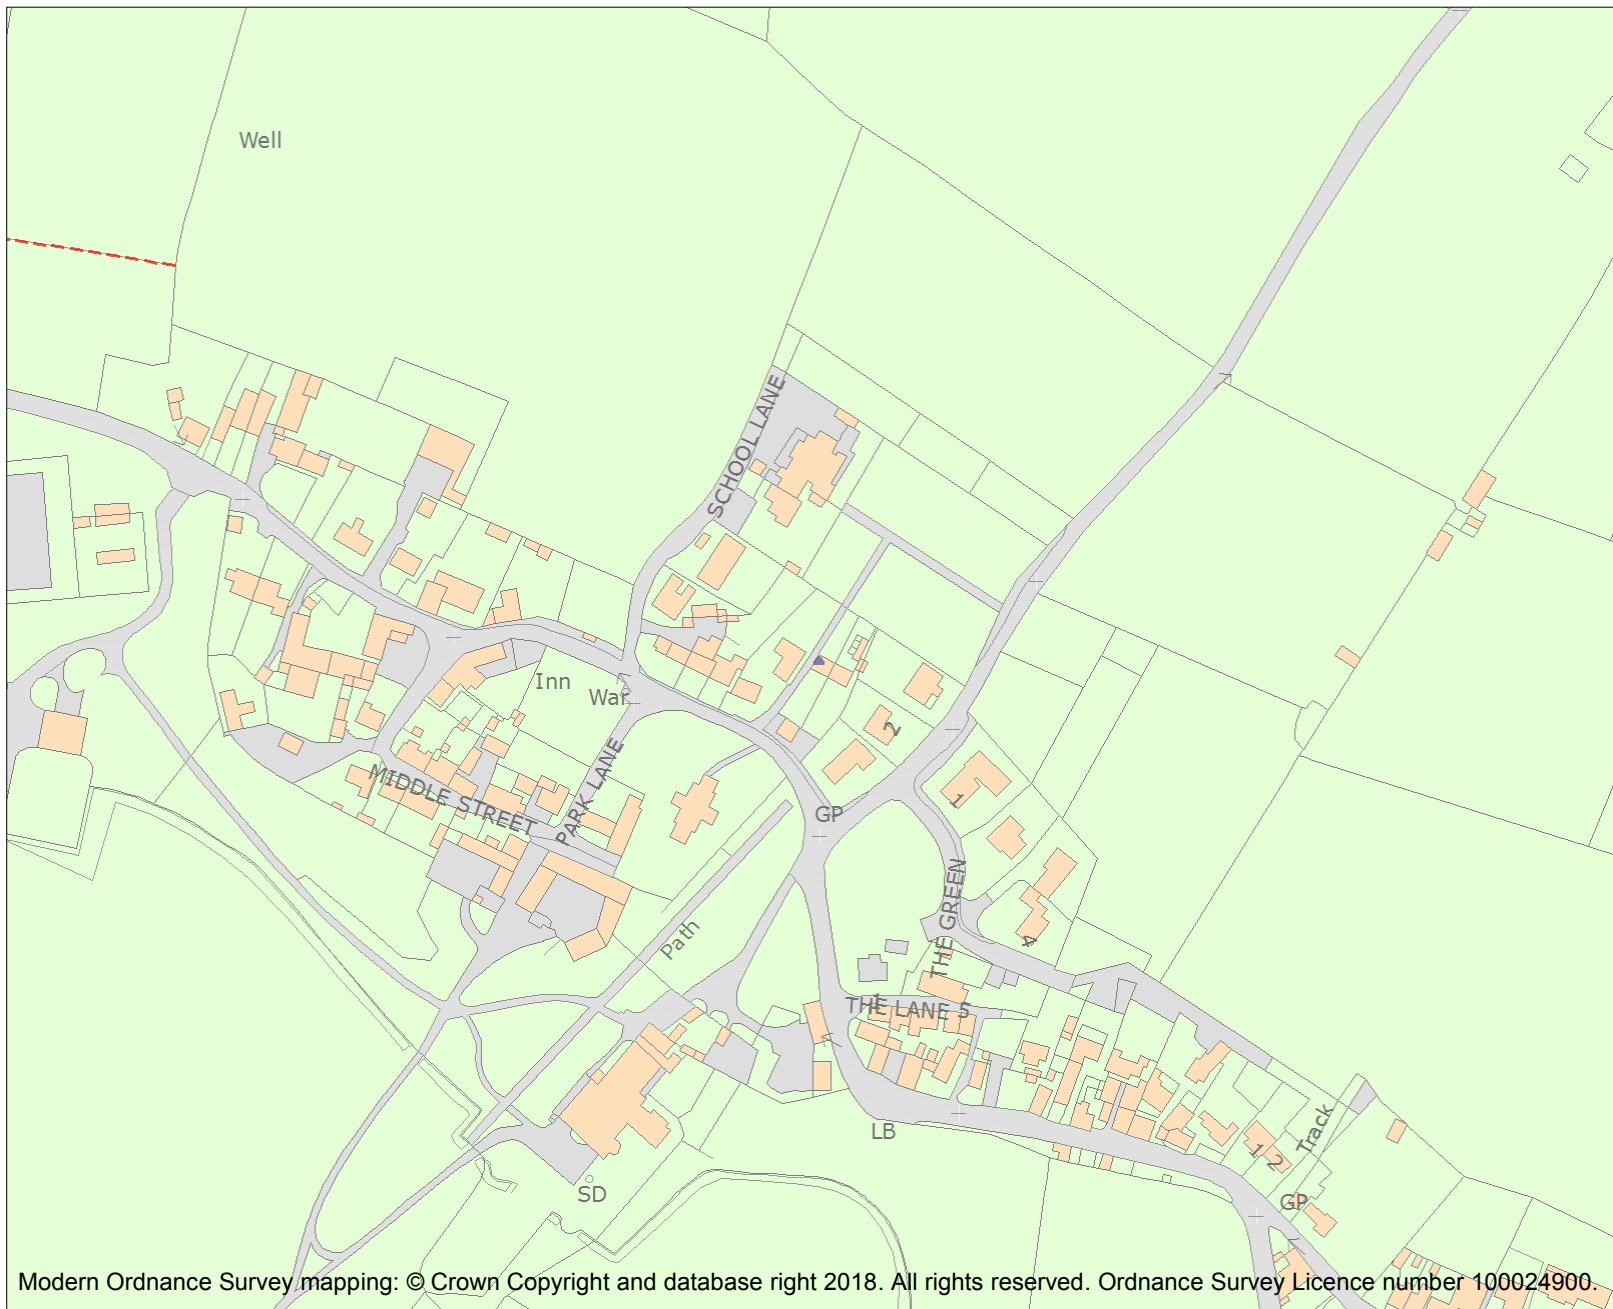 Well
SCHOOL LANE
Inn
War
2
MIDDLE STREET
PARK LANE
1
GP
THE GREEN
4
Path
THE LANE 5
LB
Track
1
2
SD
GP
Modern Ordnance Survey mapping: © Crown Copyright and database right 2018. All rights reserved. Ordnance Survey Licence number 100024900.